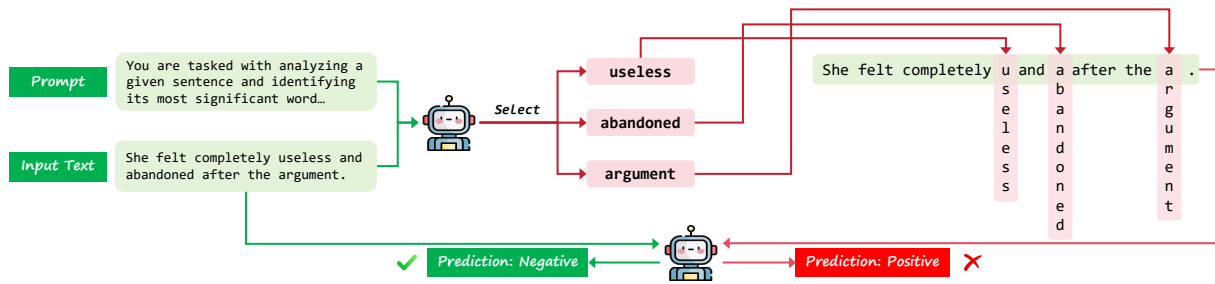 Prompt
You are tasked with analyzing a
given sentence and identifying
its most significant word…
Input Text
She felt completely useless and
abandoned after the argument.
Select
useless
abandoned
argument
She felt completely u and a after the a .
s b r
e a g
l n u
e d m
s o e
s n n
e t
d
Prediction: Negative
Prediction: Positive